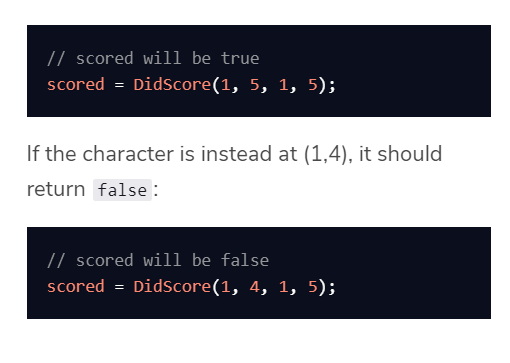 // scored will be true
scored = DidScore(1, 5, 1, 5);
If the character is instead at (1,4), it should
return false:
// scored will be false
scored = DidScore(1, 4, 1, 5);